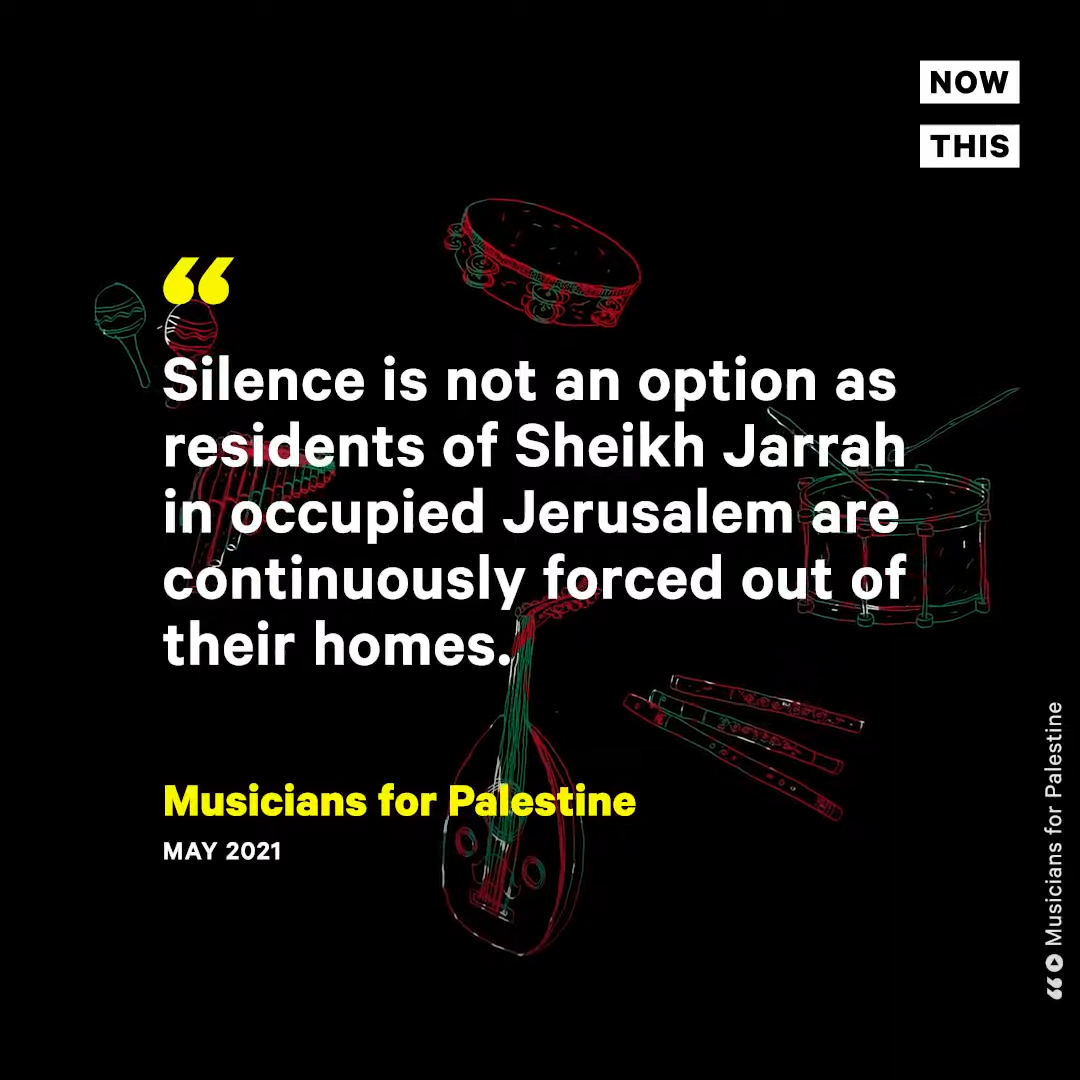 NOW
THIS
“
Silence is not an option as
residents of Sheikh Jarrah
in occupied Jerusalem are
continuously forced out of
their homes.
Musicians for Palestine
MAY 2021
“ Musicians for Palestine